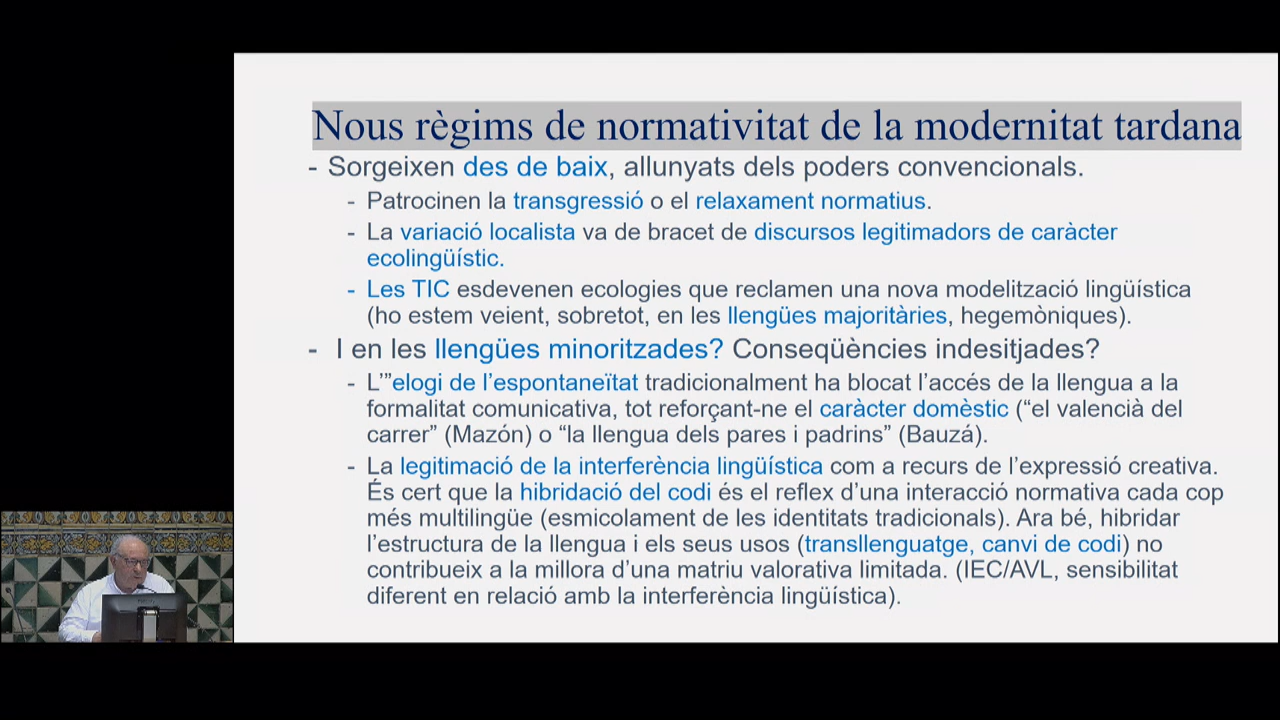 Nous règims de normativitat de la modernitat tardana
- Sorgeixen des de baix, allunyats dels poders convencionals.
- Patrocinen la transgressió o el relaxament normatius.
- La variació localista va de bracet de discursos legitimadors de caràcter
ecolingüístic.
- Les TIC esdevenen ecologies que reclamen una nova modelització lingüística
(ho estem veient, sobretot, en les llengües majoritàries, hegemòniques).
- I en les llengües minoritzades? Conseqüències indesitjades?
- L’”elogi de l’espontaneïtat tradicionalment ha blocat l’accés de la llengua a la
formalitat comunicativa, tot reforçant-ne el caràcter domèstic (“el valencià del
carrer” (Mazón) o “la llengua dels pares i padrins” (Bauzá).
- La legitimació de la interferència lingüística com a recurs de l’expressió creativa.
És cert que la hibridació del codi és el reflex d’una interacció normativa cada cop
més multilingüe (esmicolament de les identitats tradicionals). Ara bé, hibridar
l’estructura de la llengua i els seus usos (transllenguatge, canvi de codi) no
contribueix a la millora d’una matriu valorativa limitada. (IEC/AVL, sensibilitat
diferent en relació amb la interferència lingüística).